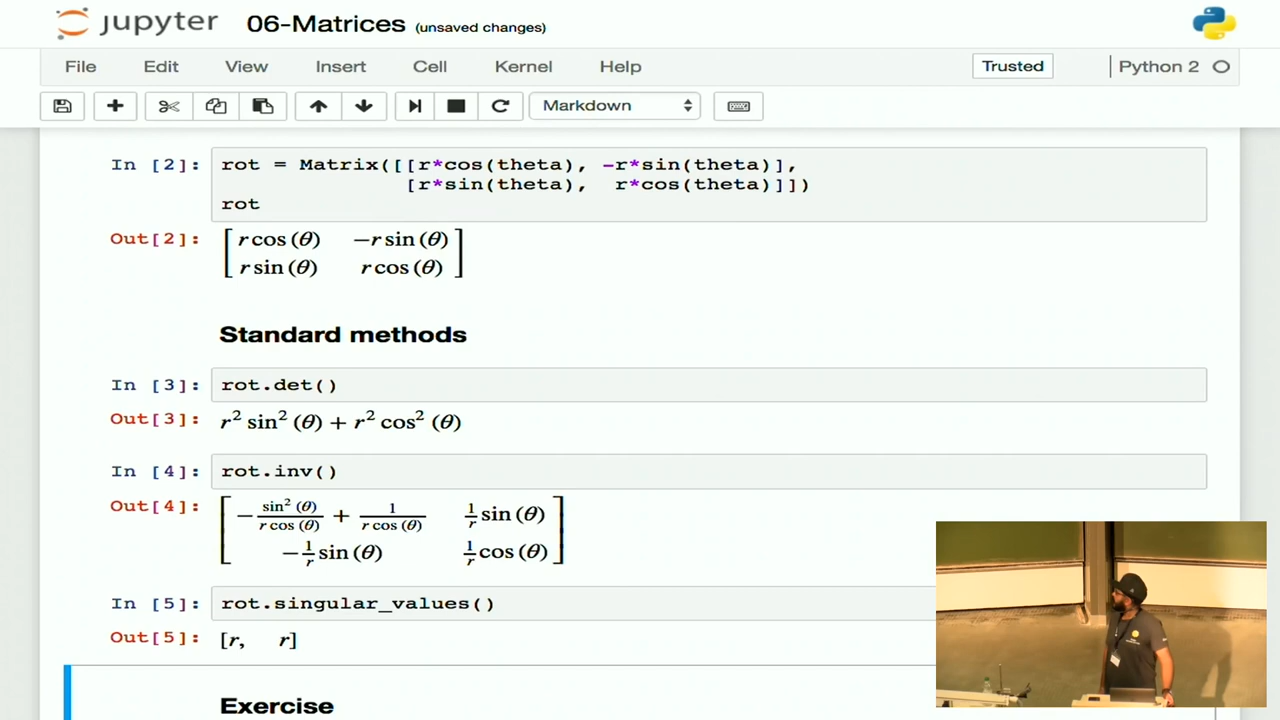 jupyter 06-Matrices (unsaved changes)
File Edit View Insert Cell Kernel Help Trusted Python 2
Markdown
In [2]: rot = Matrix([[r*cos(theta), -r*sin(theta)],
[r*sin(theta), r*cos(theta)]])
rot
Out[2]: [ r cos (θ) −r sin (θ) ]
[ r sin (θ) r cos (θ) ]
Standard methods
In [3]: rot.det()
Out[3]: r² sin² (θ) + r² cos² (θ)
In [4]: rot.inv()
Out[4]: [ − sin² (θ) / r cos (θ) + 1 / r cos (θ) 1/r sin (θ) ]
[ − 1/r sin (θ) 1/r cos (θ) ]
In [5]: rot.singular_values()
Out[5]: [r, r]
Exercise